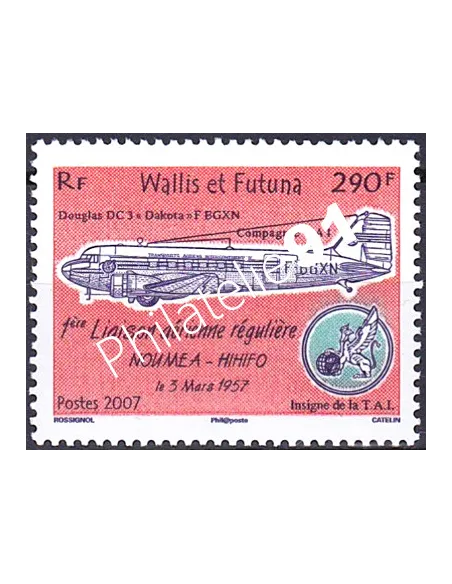 RF Wallis et Futuna 290F
Douglas DC 3 « Dakota » F BGXN
Philatelie 91
1ère Liaison aérienne régulière
NOUMEA - HIHIFO
le 3 Mars 1957
Postes 2007
Insigne de la T.A.I.
ROSSIGNOL Phil@poste CATELIN